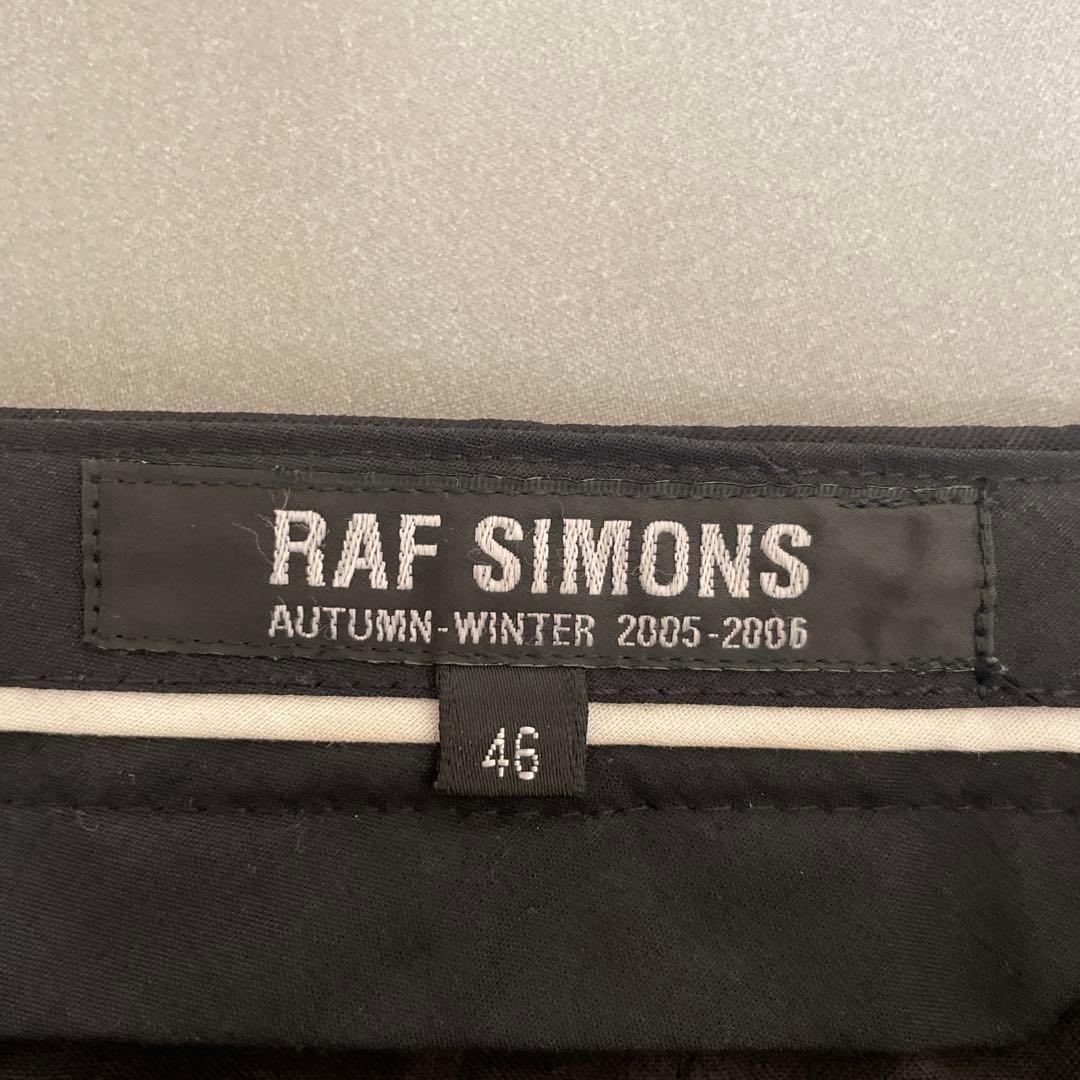 RAF SIMONS
AUTUMN-WINTER 2005-2006
46